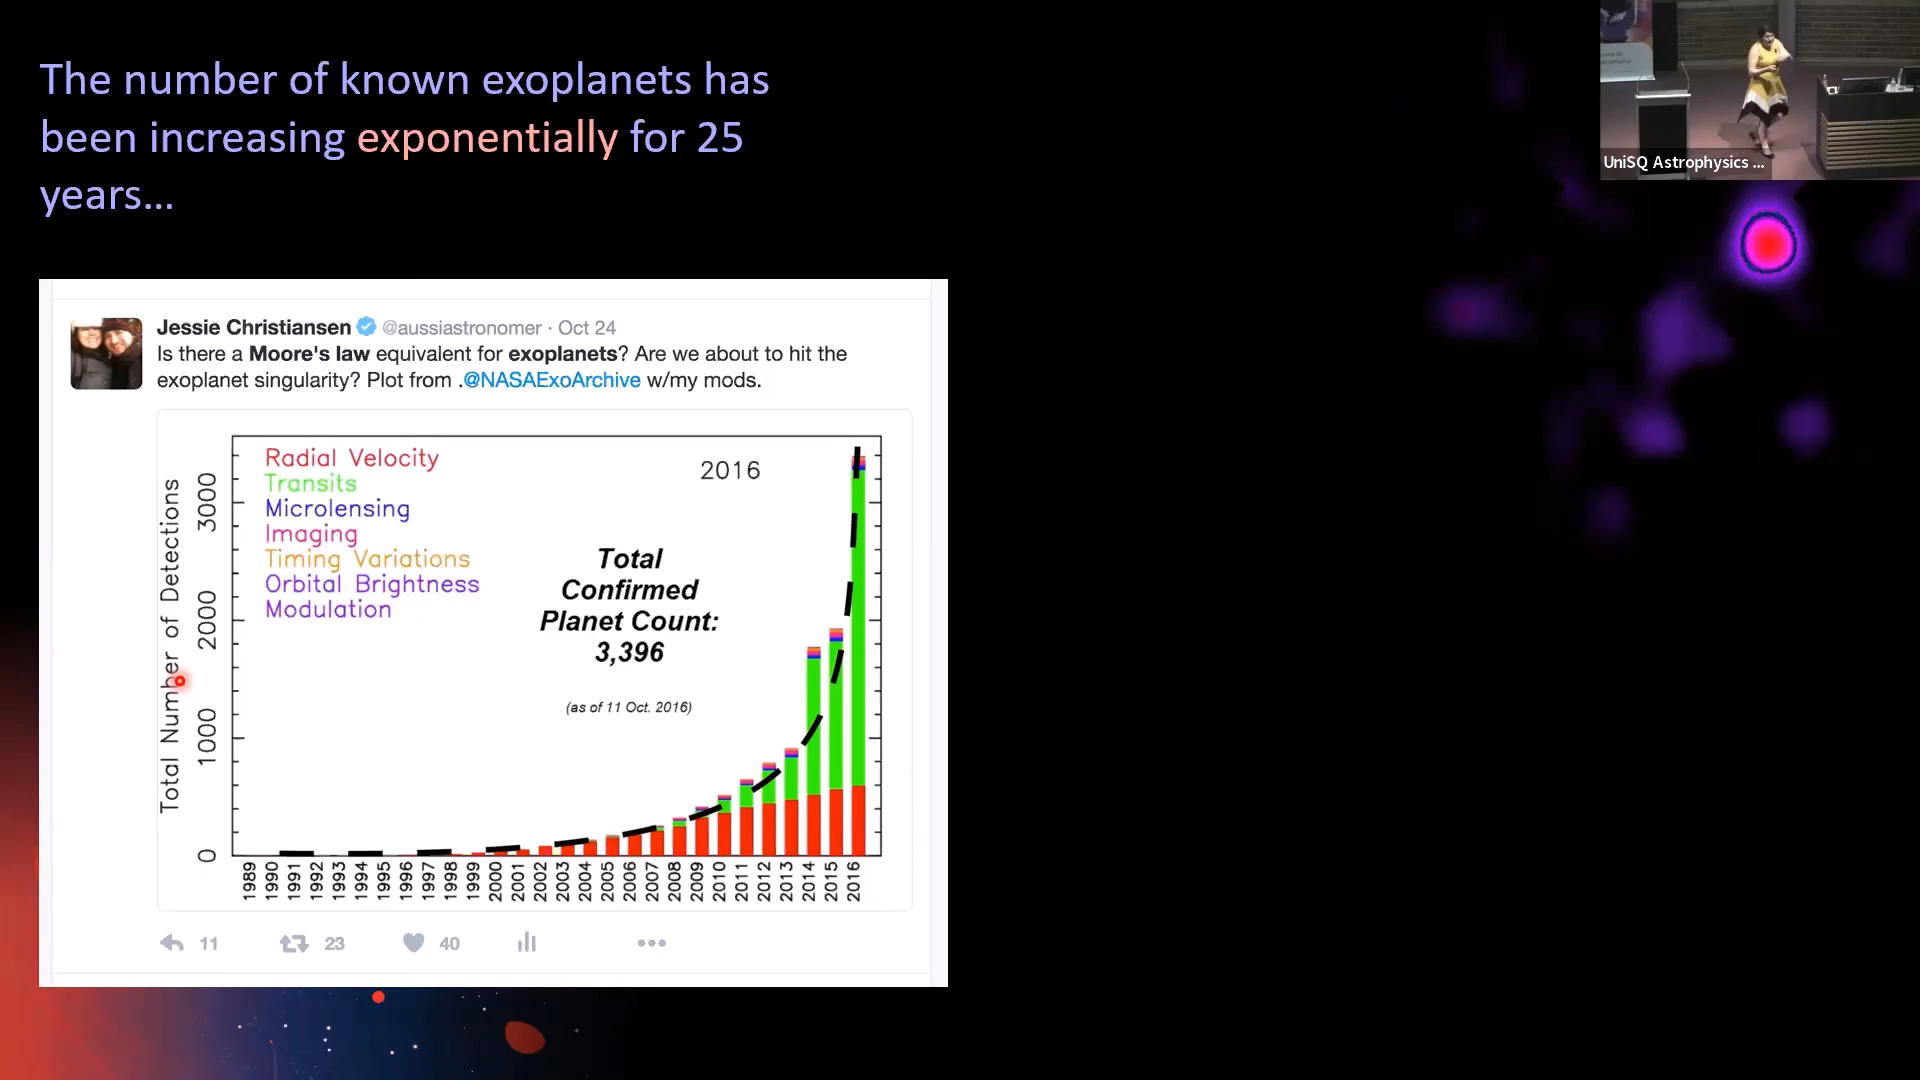 The number of known exoplanets has
been increasing exponentially for 25
years...
UniSQ Astrophysics ...
Jessie Christiansen @aussiastronomer · Oct 24
Is there a Moore's law equivalent for exoplanets? Are we about to hit the
exoplanet singularity? Plot from .@NASAExoArchive w/my mods.
Radial Velocity
Transits
Microlensing
Imaging
Timing Variations
Orbital Brightness
Modulation
2016
Total
Confirmed
Planet Count:
3,396
(as of 11 Oct. 2016)
Total Number of Detections
3000
2000
1000
0
1989 1990 1991 1992 1993 1994 1995 1996 1997 1998 1999 2000 2001 2002 2003 2004 2005 2006 2007 2008 2009 2010 2011 2012 2013 2014 2015 2016
11 23 40